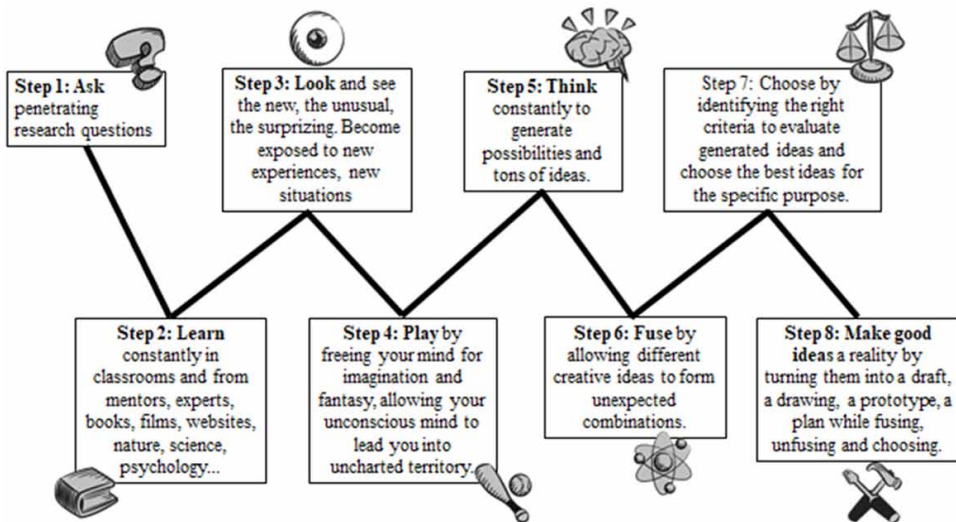 Step 1: Ask
penetrating
research questions
Step 2: Learn
constantly in
classrooms and from
mentors, experts,
books, films, websites,
nature, science,
psychology...
Step 3: Look and see
the new, the unusual,
the surprizing. Become
exposed to new
experiences, new
situations
Step 4: Play by
freeing your mind for
imagination and
fantasy, allowing your
unconscious mind to
lead you into
uncharted territory.
Step 5: Think
constantly to
generate
possibilities and
tons of ideas.
Step 6: Fuse by
allowing different
creative ideas to form
unexpected
combinations.
Step 7: Choose by
identifying the right
criteria to evaluate
generated ideas and
choose the best ideas for
the specific purpose.
Step 8: Make good
ideas a reality by
turning them into a draft,
a drawing, a prototype, a
plan while fusing,
unfusing and choosing.